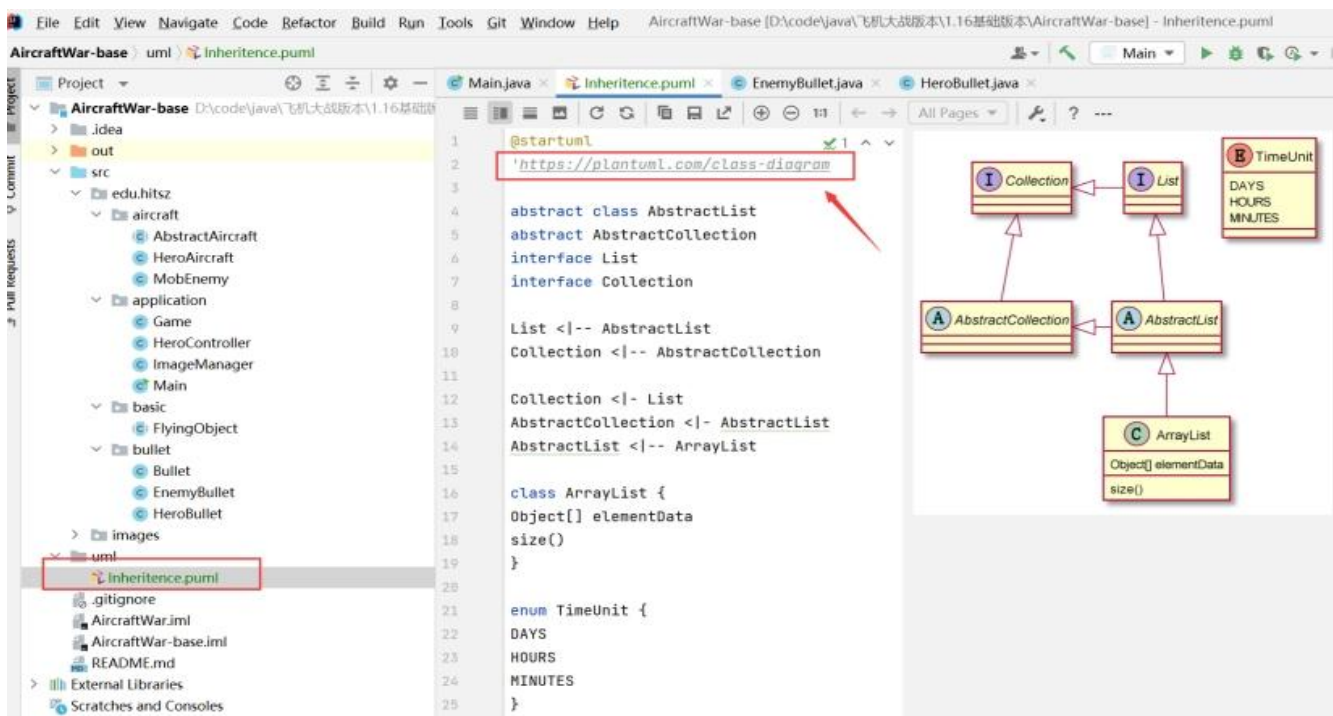 File Edit View Navigate Code Refactor Build Run Tools Git Window Help AircraftWar-base [D:\code\java\飞机大战版本\1.16基础版本\AircraftWar-base] - Inheritence.puml
AircraftWar-base uml Inheritence.puml Main
Project Main.java Inheritence.puml EnemyBullet.java HeroBullet.java
Project
Commit
Pull Requests
AircraftWar-base D:\code\java\飞机大战版本\1.16基础版
.idea
out
src
edu.hitsz
aircraft
AbstractAircraft
HeroAircraft
MobEnemy
application
Game
HeroController
ImageManager
Main
basic
FlyingObject
bullet
Bullet
EnemyBullet
HeroBullet
images
uml
Inheritence.puml
.gitignore
AircraftWar.iml
AircraftWar-base.iml
README.md
External Libraries
Scratches and Consoles
1:1 All Pages ?
1 @startuml 1
2 'https://plantuml.com/class-diagram
3
4 abstract class AbstractList
5 abstract AbstractCollection
6 interface List
7 interface Collection
8
9 List <|-- AbstractList
10 Collection <|-- AbstractCollection
11
12 Collection <|- List
13 AbstractCollection <|- AbstractList
14 AbstractList <|-- ArrayList
15
16 class ArrayList {
17 Object[] elementData
18 size()
19 }
20
21 enum TimeUnit {
22 DAYS
23 HOURS
24 MINUTES
25 }
I Collection
I List
E TimeUnit
DAYS
HOURS
MINUTES
A AbstractCollection
A AbstractList
C ArrayList
Object[] elementData
size()